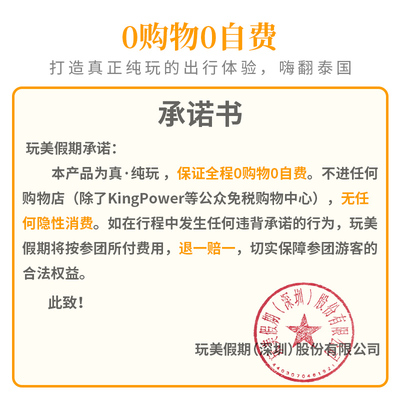 0购物0自费
打造真正纯玩的出行体验，嗨翻泰国
承诺书
玩美假期承诺：
本产品为真·纯玩，保证全程0购物0自费。不进任何
购物店（除了KingPower等公众免税购物中心），无任
何隐性消费。如在行程中发生任何违背承诺的行为，玩美
假期将按参团所付费用，退一赔一，切实保障参团游客的
合法权益。
此致！
玩美假期(深圳)股份有限公司
玩美假期(深圳)股份有限公司